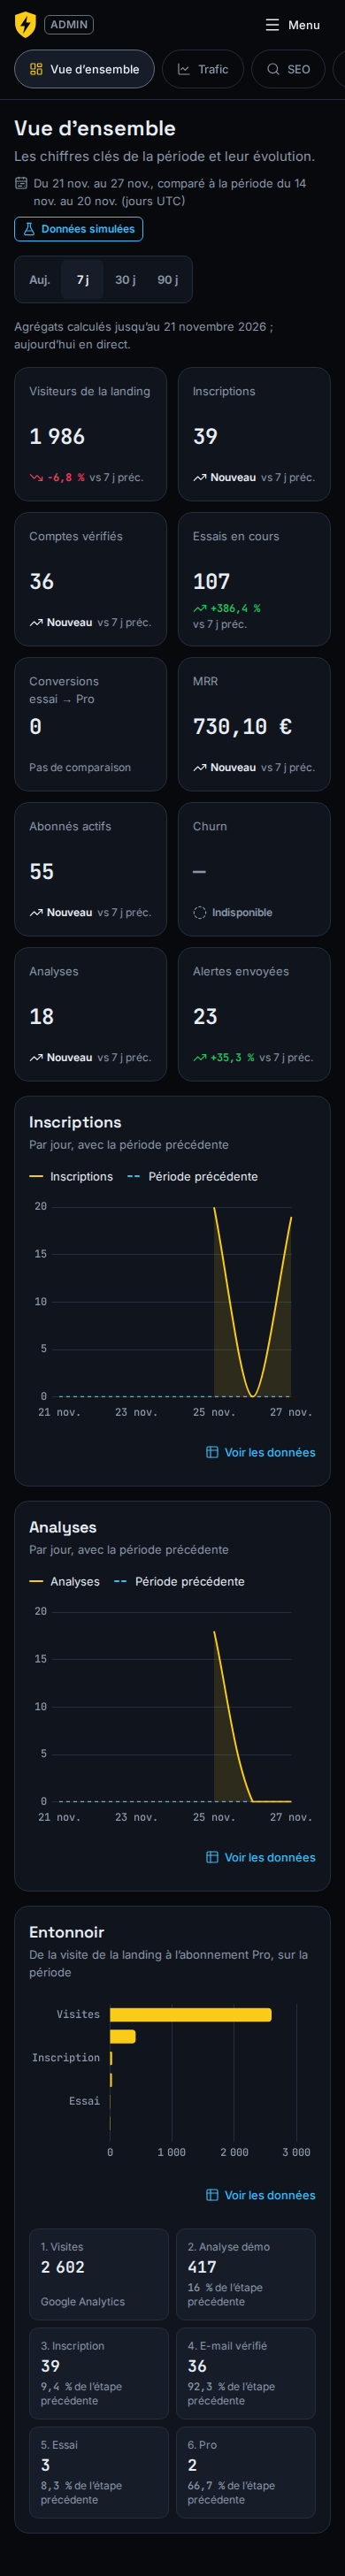 ADMIN
Menu
Vue d’ensemble
Trafic
SEO
Vue d’ensemble
Les chiffres clés de la période et leur évolution.
Du 21 nov. au 27 nov., comparé à la période du 14
nov. au 20 nov. (jours UTC)
Données simulées
Auj.
7 j
30 j
90 j
Agrégats calculés jusqu’au 21 novembre 2026 ;
aujourd’hui en direct.
Visiteurs de la landing
1 986
-6,8 % vs 7 j préc.
Inscriptions
39
Nouveau vs 7 j préc.
Comptes vérifiés
36
Nouveau vs 7 j préc.
Essais en cours
107
+386,4 %
vs 7 j préc.
Conversions
essai → Pro
0
Pas de comparaison
MRR
730,10 €
Nouveau vs 7 j préc.
Abonnés actifs
55
Nouveau vs 7 j préc.
Churn
—
Indisponible
Analyses
18
Nouveau vs 7 j préc.
Alertes envoyées
23
+35,3 % vs 7 j préc.
Inscriptions
Par jour, avec la période précédente
Inscriptions
Période précédente
20
15
10
5
0
21 nov. 23 nov. 25 nov. 27 nov.
Voir les données
Analyses
Par jour, avec la période précédente
Analyses
Période précédente
20
15
10
5
0
21 nov. 23 nov. 25 nov. 27 nov.
Voir les données
Entonnoir
De la visite de la landing à l’abonnement Pro, sur la
période
Visites
Inscription
Essai
0 1 000 2 000 3 000
Voir les données
1. Visites
2 602
Google Analytics
2. Analyse démo
417
16 % de l’étape
précédente
3. Inscription
39
9,4 % de l’étape
précédente
4. E-mail vérifié
36
92,3 % de l’étape
précédente
5. Essai
3
8,3 % de l’étape
précédente
6. Pro
2
66,7 % de l’étape
précédente